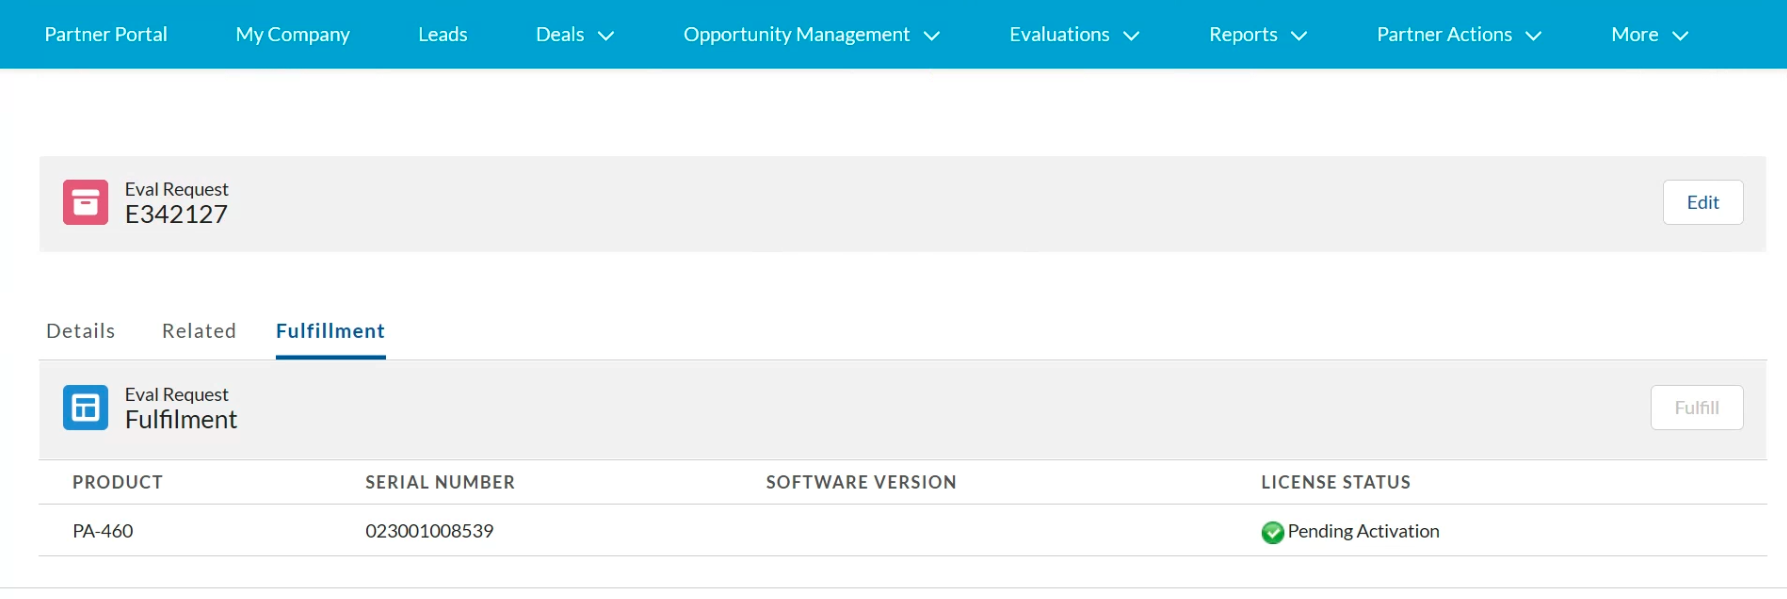 Partner Portal My Company Leads Deals Opportunity Management Evaluations Reports Partner Actions More
Eval Request
E342127
Edit
Details Related Fulfillment
Eval Request
Fulfilment
Fulfill
PRODUCT SERIAL NUMBER SOFTWARE VERSION LICENSE STATUS
PA-460 023001008539 Pending Activation